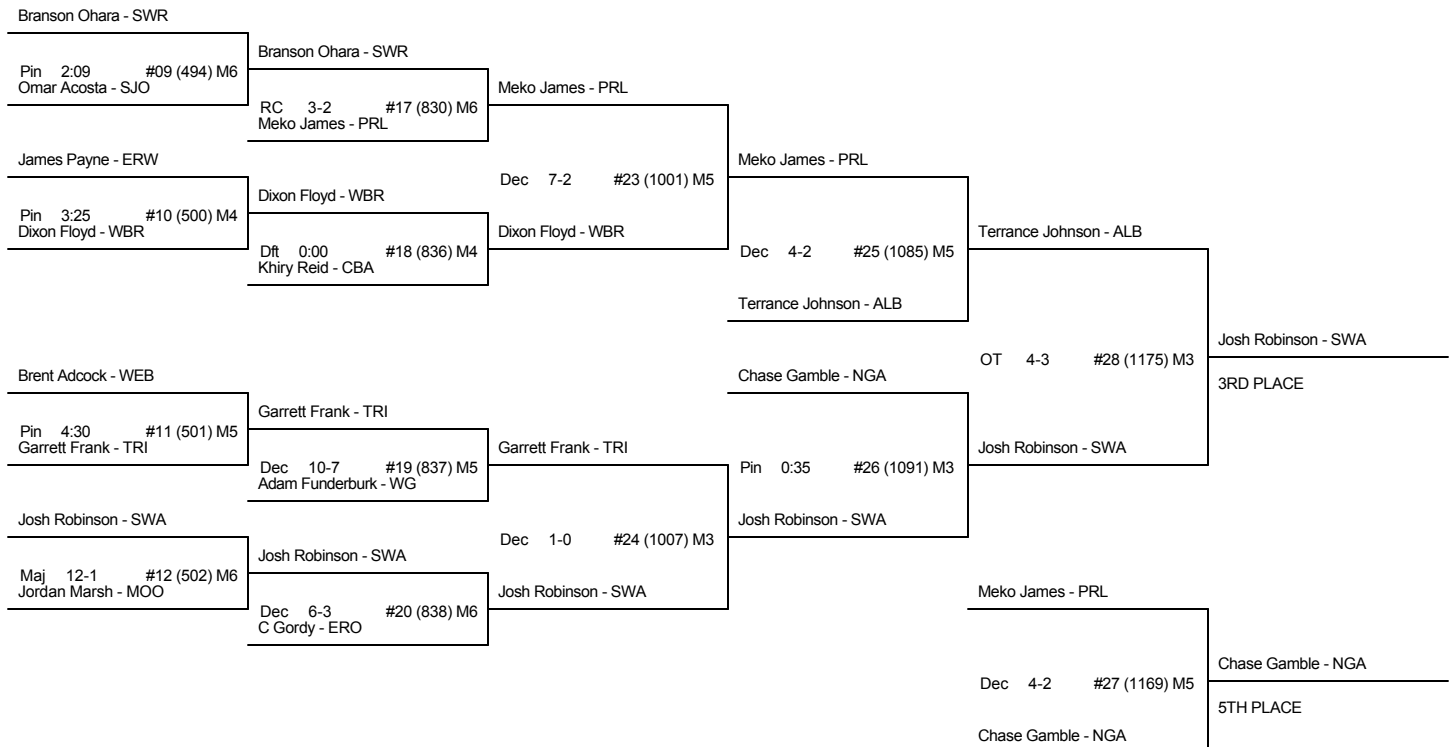 Branson Ohara - SWR
Pin 2:09 #09 (494) M6
Omar Acosta - SJO
James Payne - ERW
Pin 3:25 #10 (500) M4
Dixon Floyd - WBR
Brent Adcock - WEB
Pin 4:30 #11 (501) M5
Garrett Frank - TRI
Josh Robinson - SWA
Maj 12-1 #12 (502) M6
Jordan Marsh - MOO
Branson Ohara - SWR
RC 3-2 #17 (830) M6
Meko James - PRL
Dixon Floyd - WBR
Dft 0:00 #18 (836) M4
Khiry Reid - CBA
Garrett Frank - TRI
Dec 10-7 #19 (837) M5
Adam Funderburk - WG
Josh Robinson - SWA
Dec 6-3 #20 (838) M6
C Gordy - ERO
Meko James - PRL
Dec 7-2 #23 (1001) M5
Dixon Floyd - WBR
Garrett Frank - TRI
Dec 1-0 #24 (1007) M3
Josh Robinson - SWA
Meko James - PRL
Dec 4-2 #25 (1085) M5
Terrance Johnson - ALB
Chase Gamble - NGA
Pin 0:35 #26 (1091) M3
Josh Robinson - SWA
Terrance Johnson - ALB
OT 4-3 #28 (1175) M3
Josh Robinson - SWA
Josh Robinson - SWA
3RD PLACE
Meko James - PRL
Dec 4-2 #27 (1169) M5
Chase Gamble - NGA
Chase Gamble - NGA
5TH PLACE